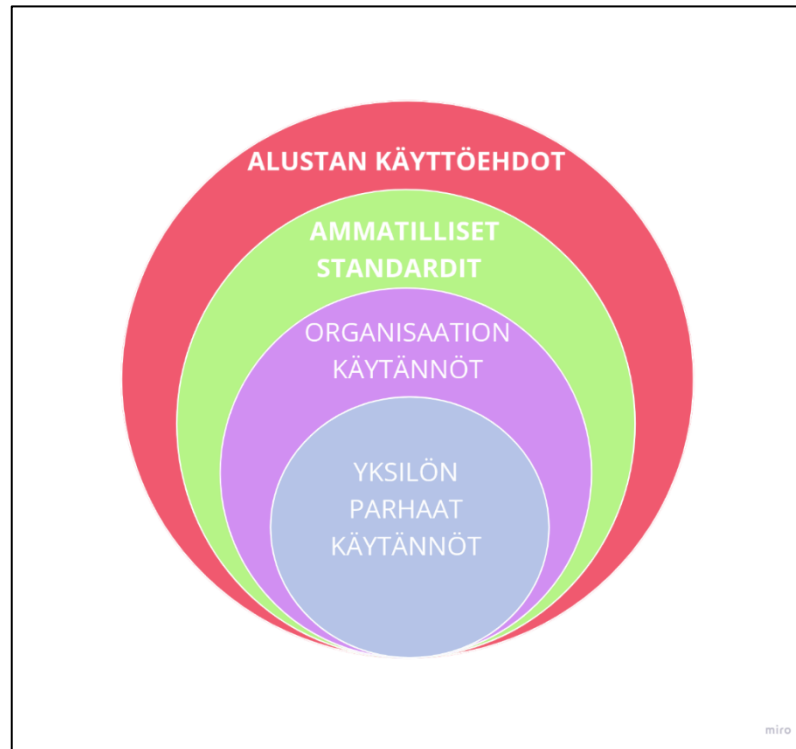 ALUSTAN KÄYTTÖEHDOT
AMMATILLISET
STANDARDIT
ORGANISAATION
KÄYTÄNNÖT
YKSILÖN
PARHAAT
KÄYTÄNNÖT
miro